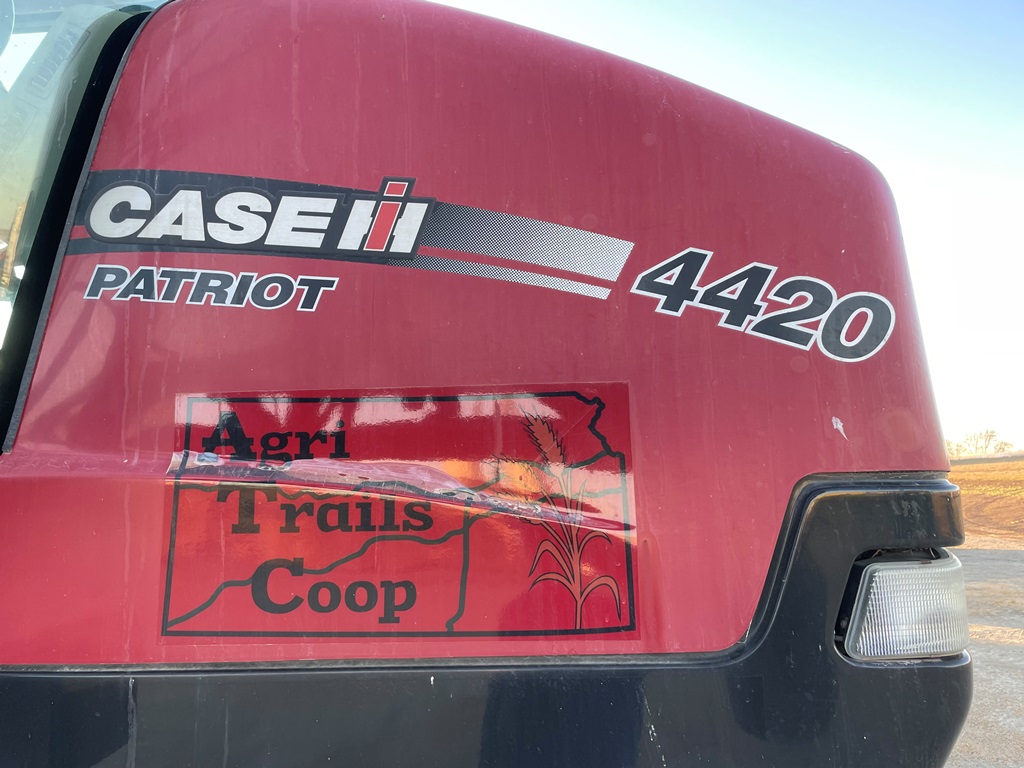 CASE IH
PATRIOT
4420
Agri
Trails
Coop